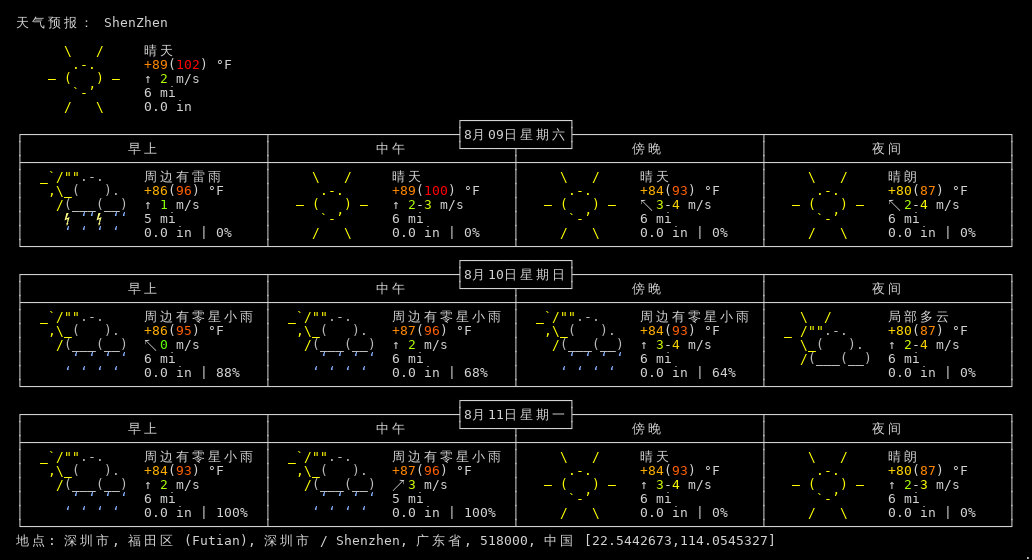 天气预报： ShenZhen
晴天
+89(102) °F
↑ 2 m/s
6 mi
0.0 in
8月09日星期六
早上 中午 傍晚 夜间
周边有雷雨 晴天 晴天 晴朗
+86(96) °F +89(100) °F +84(93) °F +80(87) °F
↑ 1 m/s ↑ 2-3 m/s ↖ 3-4 m/s ↖ 2-4 m/s
5 mi 6 mi 6 mi 6 mi
0.0 in | 0% 0.0 in | 0% 0.0 in | 0% 0.0 in | 0%
8月10日星期日
早上 中午 傍晚 夜间
周边有零星小雨 周边有零星小雨 周边有零星小雨 局部多云
+86(95) °F +87(96) °F +84(93) °F +80(87) °F
↖ 0 m/s ↑ 2 m/s ↑ 3-4 m/s ↑ 2-4 m/s
6 mi 6 mi 6 mi 6 mi
0.0 in | 88% 0.0 in | 68% 0.0 in | 64% 0.0 in | 0%
8月11日星期一
早上 中午 傍晚 夜间
周边有零星小雨 周边有零星小雨 晴天 晴朗
+84(93) °F +87(96) °F +84(93) °F +80(87) °F
↑ 2 m/s ↗ 3 m/s ↑ 3-4 m/s ↑ 2-3 m/s
6 mi 5 mi 6 mi 6 mi
0.0 in | 100% 0.0 in | 100% 0.0 in | 0% 0.0 in | 0%
地点: 深圳市, 福田区 (Futian), 深圳市 / Shenzhen, 广东省, 518000, 中国 [22.5442673,114.0545327]